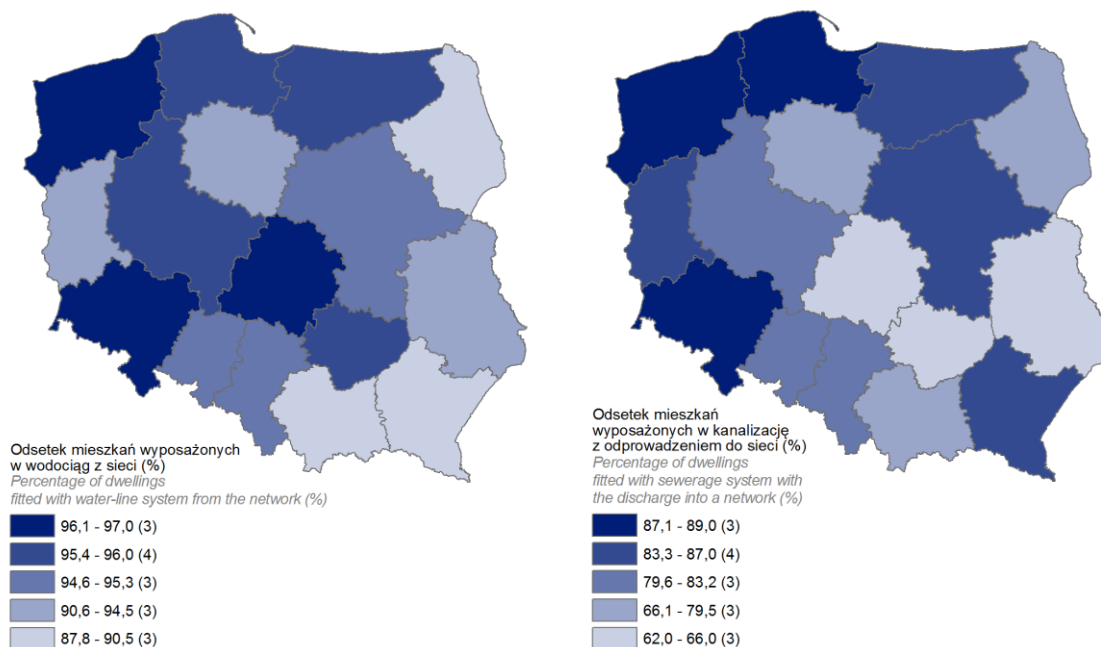 Odsetek mieszkań wyposażonych
w wodociąg z sieci (%)
Percentage of dwellings
fitted with water-line system from the network (%)
96,1 - 97,0 (3)
95,4 - 96,0 (4)
94,6 - 95,3 (3)
90,6 - 94,5 (3)
87,8 - 90,5 (3)
Odsetek mieszkań
wyposażonych w kanalizację
z odprowadzeniem do sieci (%)
Percentage of dwellings
fitted with sewerage system with
the discharge into a network (%)
87,1 - 89,0 (3)
83,3 - 87,0 (4)
79,6 - 83,2 (3)
66,1 - 79,5 (3)
62,0 - 66,0 (3)